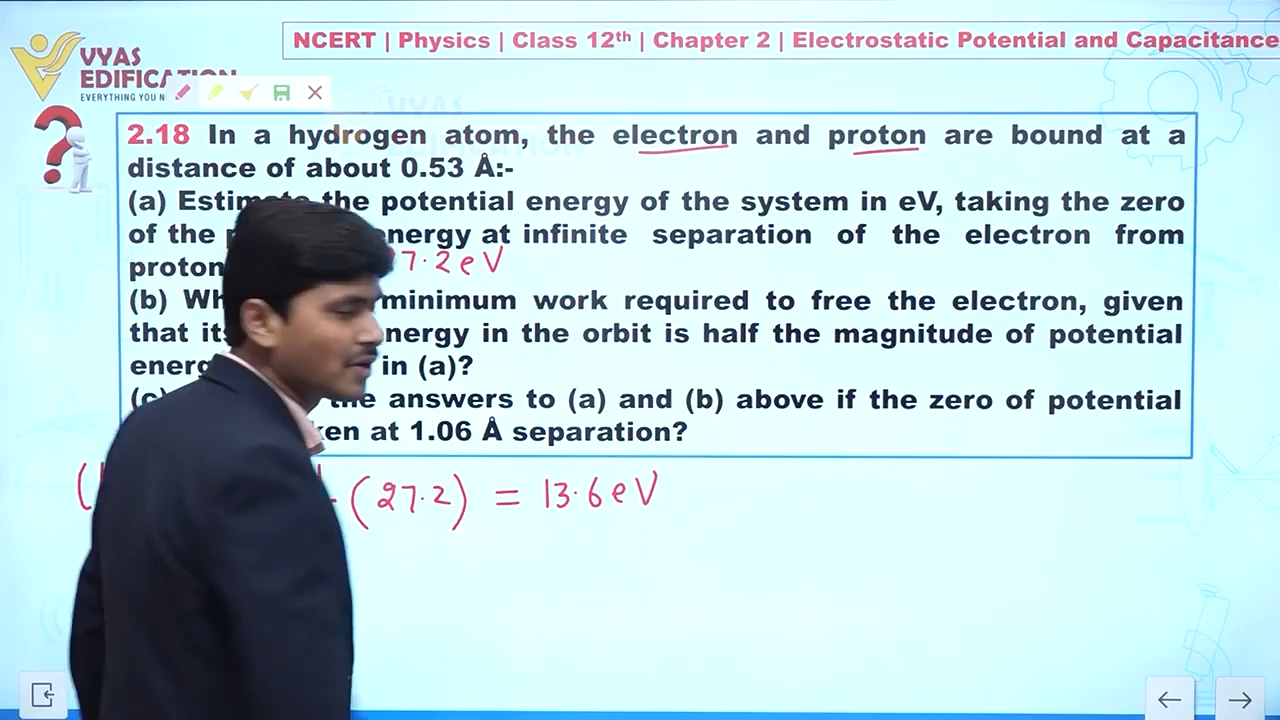 NCERT | Physics | Class 12th | Chapter 2 | Electrostatic Potential and Capacitance
VYAS
EDIFICATION
EVERYTHING YOU N
2.18 In a hydrogen atom, the electron and proton are bound at a
distance of about 0.53 Å:-
(a) Estimate the potential energy of the system in eV, taking the zero
of the energy at infinite separation of the electron from
proton 7.2 eV
(b) minimum work required to free the electron, given
that its energy in the orbit is half the magnitude of potential
in (a)?
(c) the answers to (a) and (b) above if the zero of potential
at 1.06 Å separation?
(27.2) = 13.6 eV